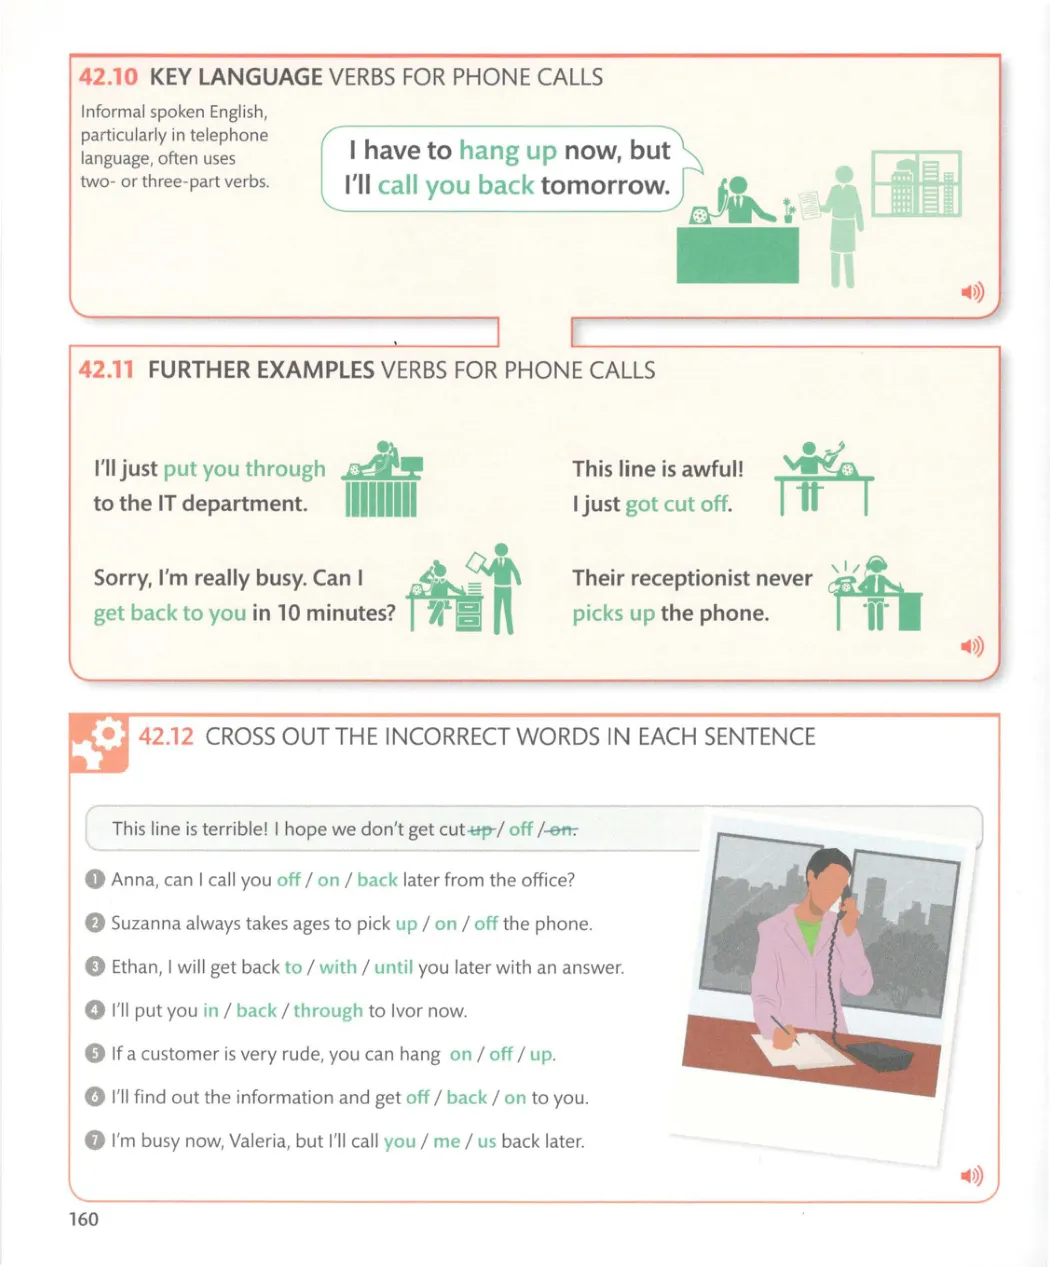 42.10 KEY LANGUAGE VERBS FOR PHONE CALLS
Informal spoken English,
particularly in telephone
language, often uses
two- or three-part verbs.
I have to hang up now, but
I'll call you back tomorrow.
42.11 FURTHER EXAMPLES VERBS FOR PHONE CALLS
I'll just put you through
to the IT department.
This line is awful!
I just got cut off.
Sorry, I'm really busy. Can I
get back to you in 10 minutes?
Their receptionist never
picks up the phone.
42.12 CROSS OUT THE INCORRECT WORDS IN EACH SENTENCE
This line is terrible! I hope we don't get cut up / off / on.
1 Anna, can I call you off / on / back later from the office?
2 Suzanna always takes ages to pick up / on / off the phone.
3 Ethan, I will get back to / with / until you later with an answer.
4 I'll put you in / back / through to Ivor now.
5 If a customer is very rude, you can hang on / off / up.
6 I'll find out the information and get off / back / on to you.
7 I'm busy now, Valeria, but I'll call you / me / us back later.
160